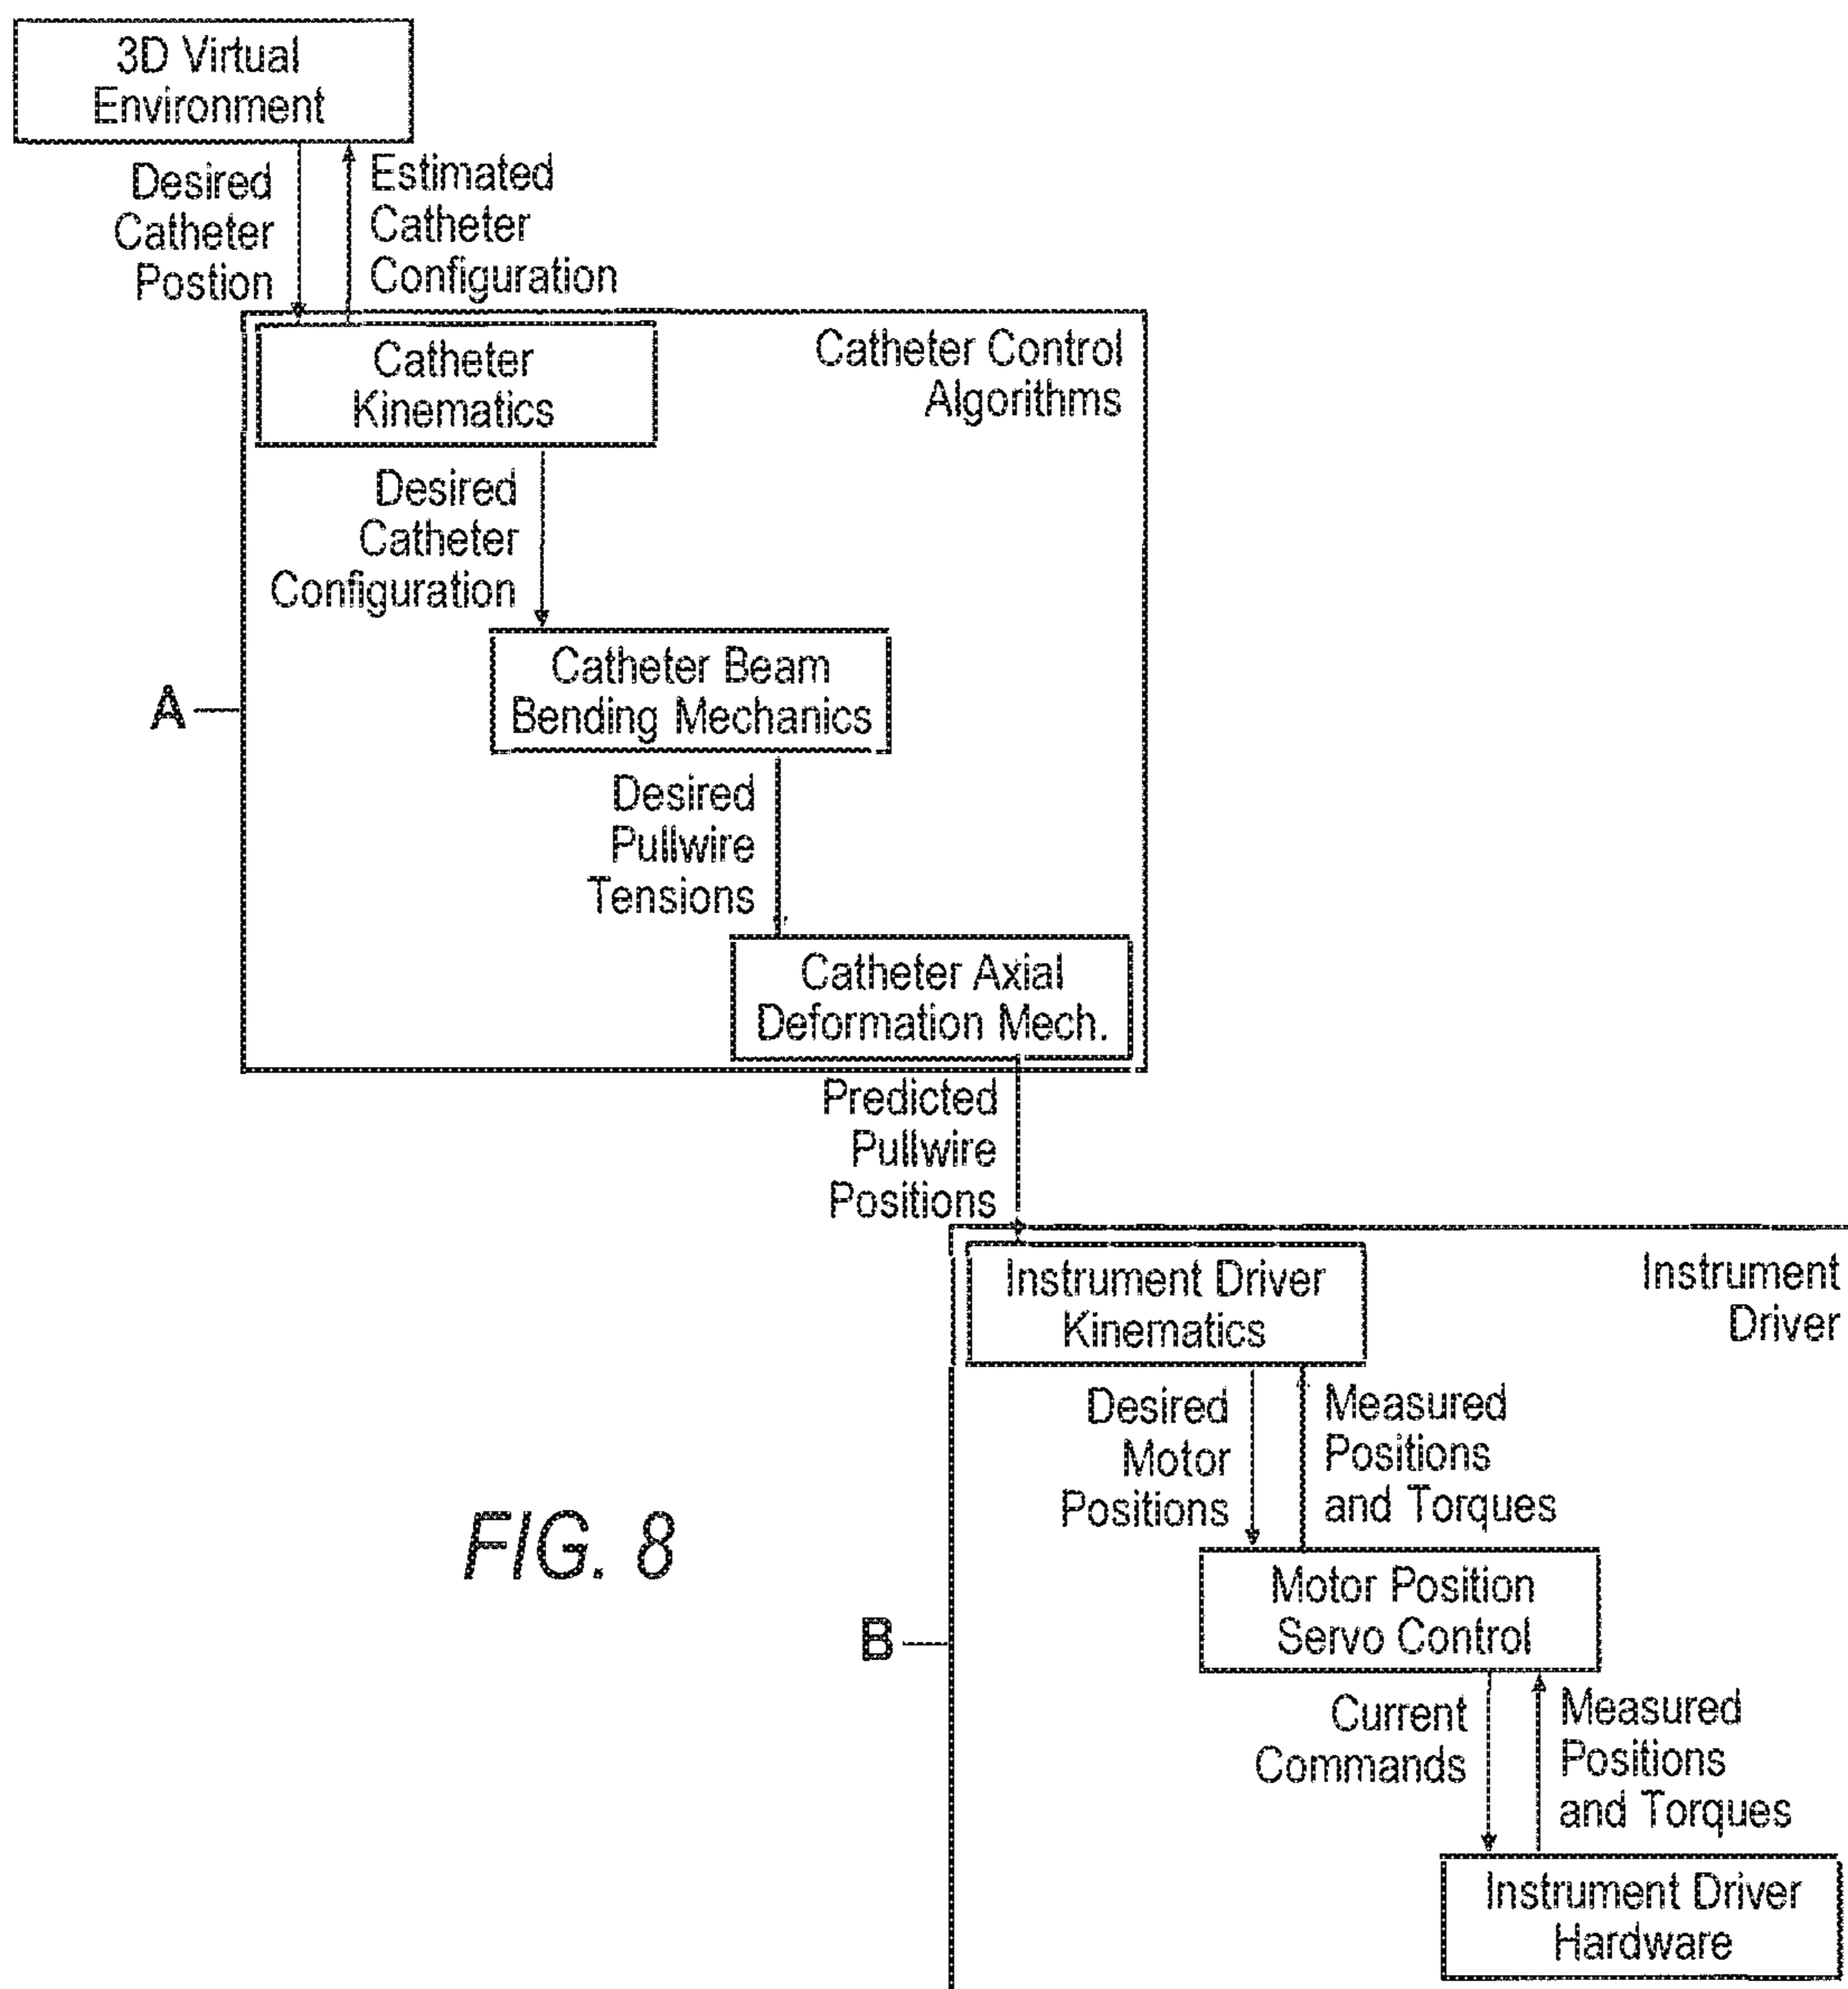 3D Virtual
Environment
Desired
Catheter
Postion
Estimated
Catheter
Configuration
Catheter
Kinematics
Catheter Control
Algorithms
Desired
Catheter
Configuration
A
Catheter Beam
Bending Mechanics
Desired
Pullwire
Tensions
Catheter Axial
Deformation Mech.
Predicted
Pullwire
Positions
Instrument Driver
Kinematics
Instrument
Driver
Desired
Motor
Positions
Measured
Positions
and Torques
FIG. 8
B
Motor Position
Servo Control
Current
Commands
Measured
Positions
and Torques
Instrument Driver
Hardware